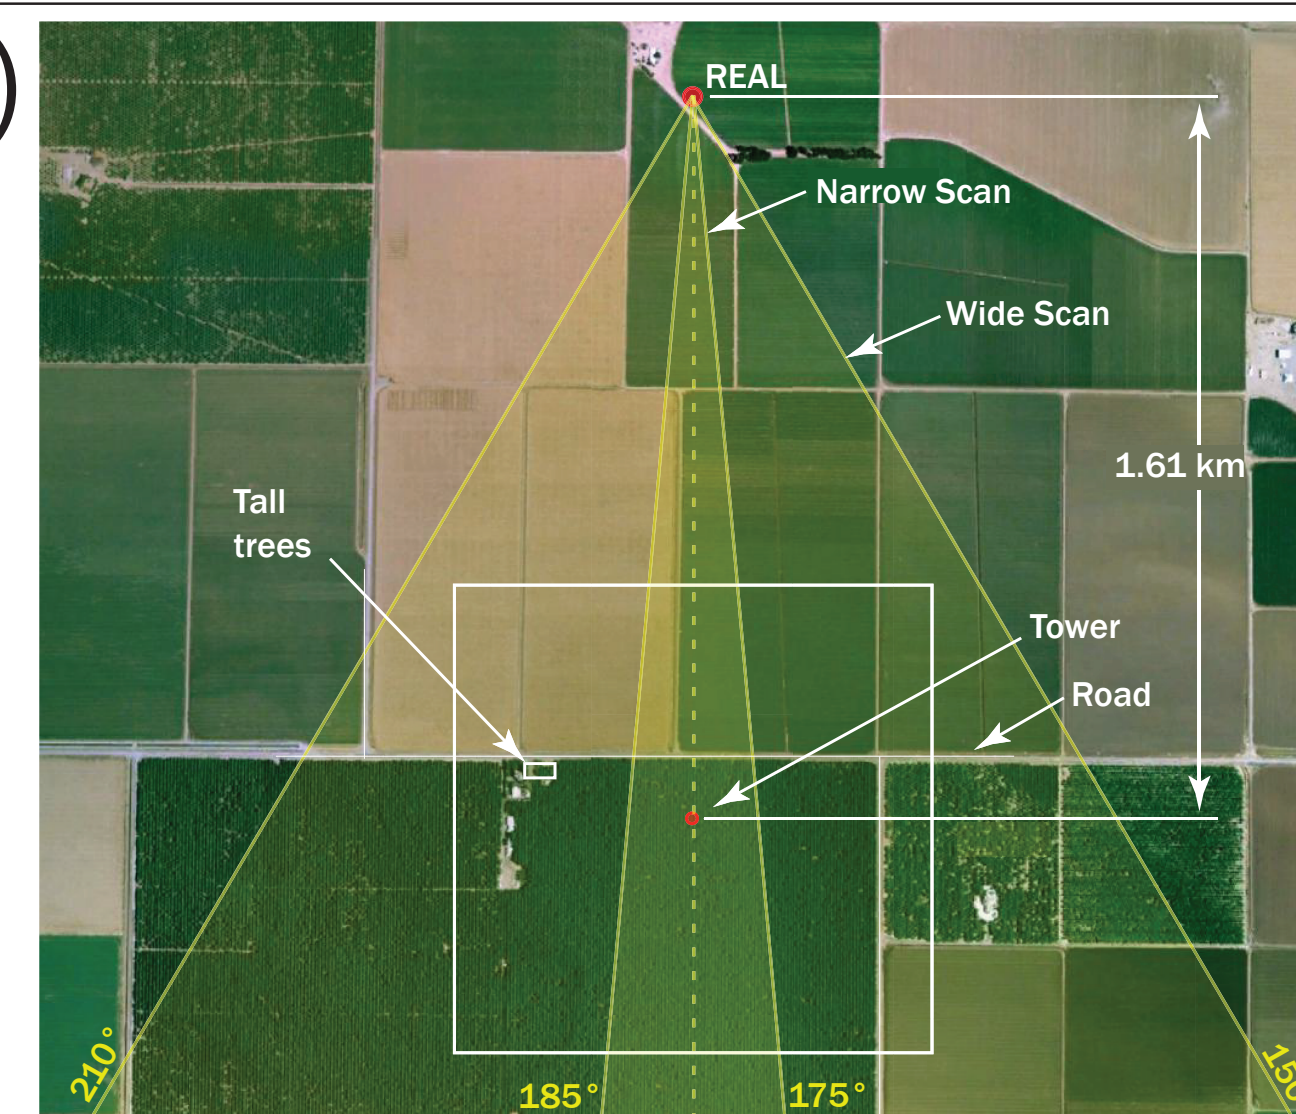 )
REAL
Narrow Scan
Wide Scan
1.61 km
Tall
trees
Tower
Road
210°
185°
175°